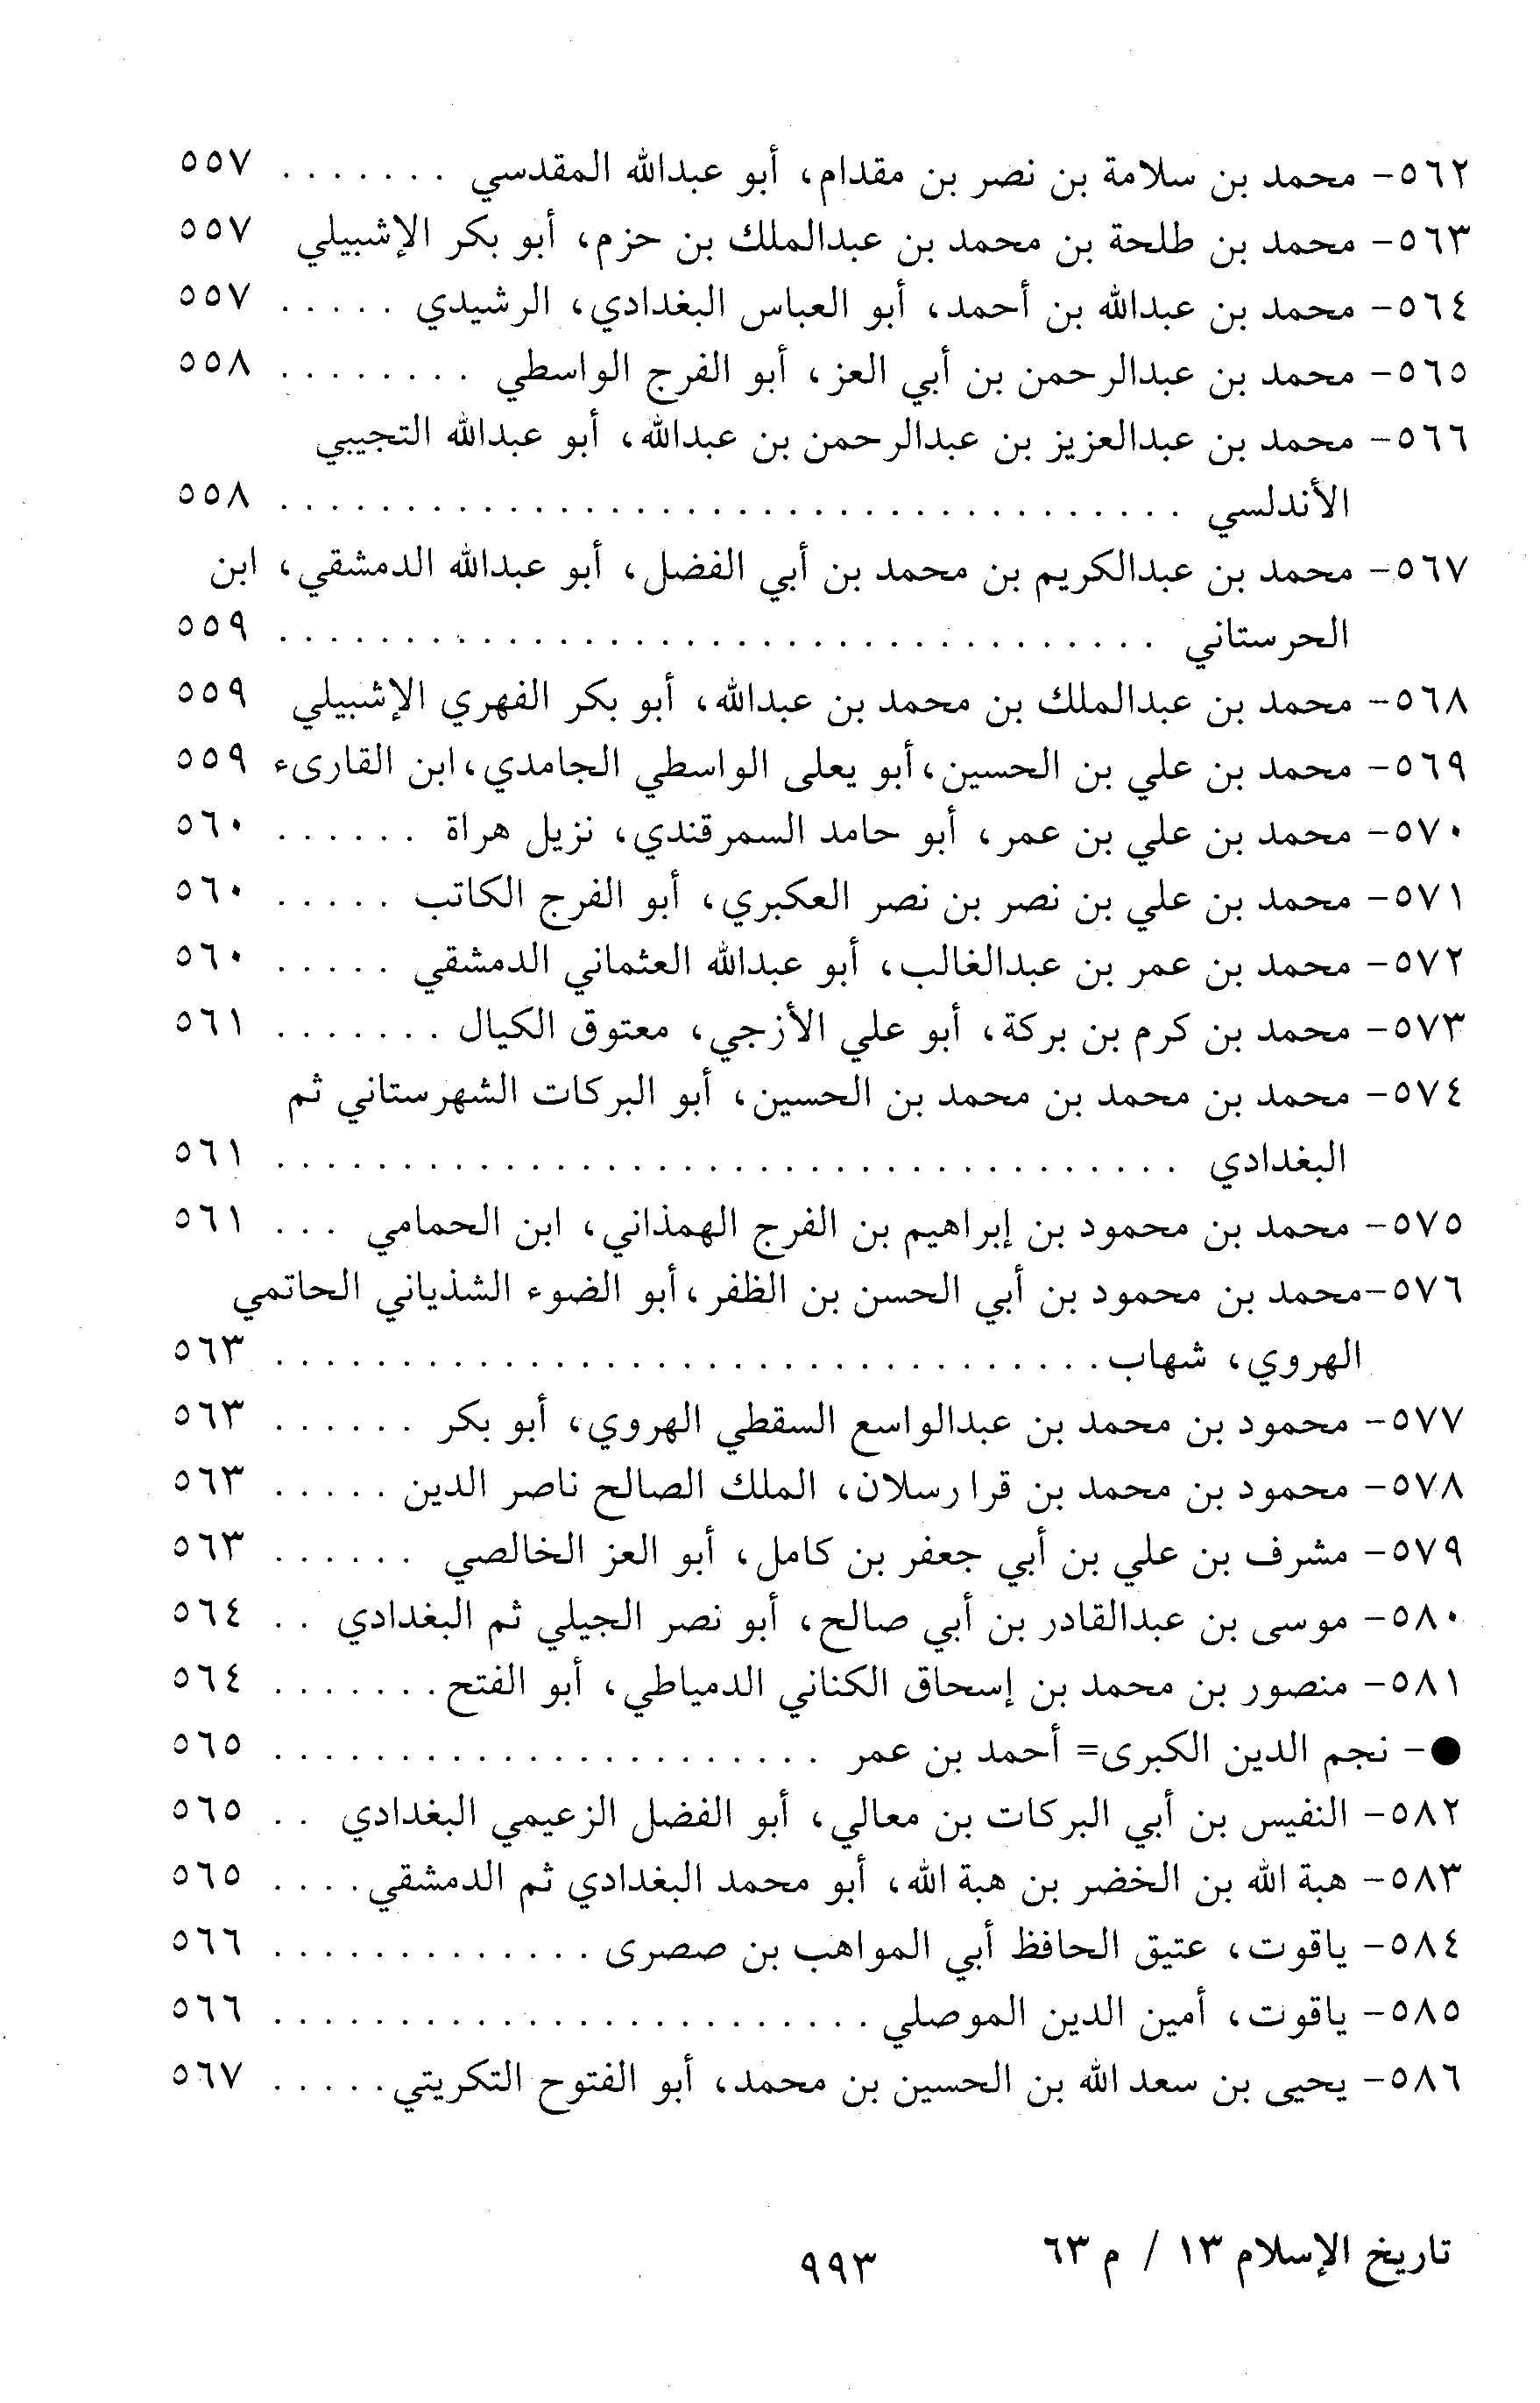 ٥٦٢- محمد بن سلامة بن نصر بن مقدام، أبو عبدالله المقدسي . . . . . . . ٥٥٧
٥٦٣- محمد بن طلحة بن محمد بن عبدالملك بن حزم، أبو بكر الإشبيلي ٥٥٧
٥٦٤- محمد بن عبدالله بن أحمد، أبو العباس البغدادي، الرشيدي . . . . . ٥٥٧
٥٦٥- محمد بن عبدالرحمن بن أبي العز، أبو الفرج الواسطي . . . . . . . . ٥٥٨
٥٦٦- محمد بن عبدالعزيز بن عبدالرحمن بن عبدالله، أبو عبدالله التجيبي
الأندلسي . . . . . . . . . . . . . . . . . . . . . . . . . . . . . . . . . . . . ٥٥٨
٥٦٧- محمد بن عبدالكريم بن محمد بن أبي الفضل، أبو عبدالله الدمشقي، ابن
الحرستاني . . . . . . . . . . . . . . . . . . . . . . . . . . . . . . . . . . . ٥٥٩
٥٦٨- محمد بن عبدالملك بن محمد بن عبدالله، أبو بكر الفهري الإشبيلي ٥٥٩
٥٦٩- محمد بن علي بن الحسين،أبو يعلى الواسطي الجامدي،ابن القارىء ٥٥٩
٥٧٠- محمد بن علي بن عمر، أبو حامد السمرقندي، نزيل هراة . . . . . . ٥٦٠
٥٧١- محمد بن علي بن نصر بن نصر العكبري، أبو الفرج الكاتب . . . . . ٥٦٠
٥٧٢- محمد بن عمر بن عبدالغالب، أبو عبدالله العثماني الدمشقي . . . . . ٥٦٠
٥٧٣- محمد بن كرم بن بركة، أبو علي الأزجي، معتوق الكيال . . . . . . . ٥٦١
٥٧٤- محمد بن محمد بن محمد بن الحسين، أبو البركات الشهرستاني ثم
البغدادي . . . . . . . . . . . . . . . . . . . . . . . . . . . . . . . . . . . . ٥٦١
٥٧٥- محمد بن محمود بن إبراهيم بن الفرج الهمذاني، ابن الحمامي . . . ٥٦١
٥٧٦-محمد بن محمود بن أبي الحسن بن الظفر،أبو الضوء الشذياني الحاتمي
الهروي، شهاب. . . . . . . . . . . . . . . . . . . . . . . . . . . . . . . . . ٥٦٣
٥٧٧- محمود بن محمد بن عبدالواسع السقطي الهروي، أبو بكر . . . . . . ٥٦٣
٥٧٨- محمود بن محمد بن قرا رسلان، الملك الصالح ناصر الدين . . . . . ٥٦٣
٥٧٩- مشرف بن علي بن أبي جعفر بن كامل، أبو العز الخالصي . . . . . . ٥٦٣
٥٨٠- موسى بن عبدالقادر بن أبي صالح، أبو نصر الجيلي ثم البغدادي . . ٥٦٤
٥٨١- منصور بن محمد بن إسحاق الكناني الدمياطي، أبو الفتح. . . . . . . ٥٦٤
●- نجم الدين الكبرى= أحمد بن عمر . . . . . . . . . . . . . . . . . . . . . . ٥٦٥
٥٨٢- النفيس بن أبي البركات بن معالي، أبو الفضل الزعيمي البغدادي . . ٥٦٥
٥٨٣- هبة الله بن الخضر بن هبة الله، أبو محمد البغدادي ثم الدمشقي. . . . ٥٦٥
٥٨٤- ياقوت، عتيق الحافظ أبي المواهب بن صصرى . . . . . . . . . . . . . ٥٦٦
٥٨٥- ياقوت، أمين الدين الموصلي . . . . . . . . . . . . . . . . . . . . . . . . ٥٦٦
٥٨٦- يحيى بن سعد الله بن الحسين بن محمد، أبو الفتوح التكريتي. . . . . ٥٦٧
تاريخ الإسلام ١٣ / م ٦٣
٩٩٣